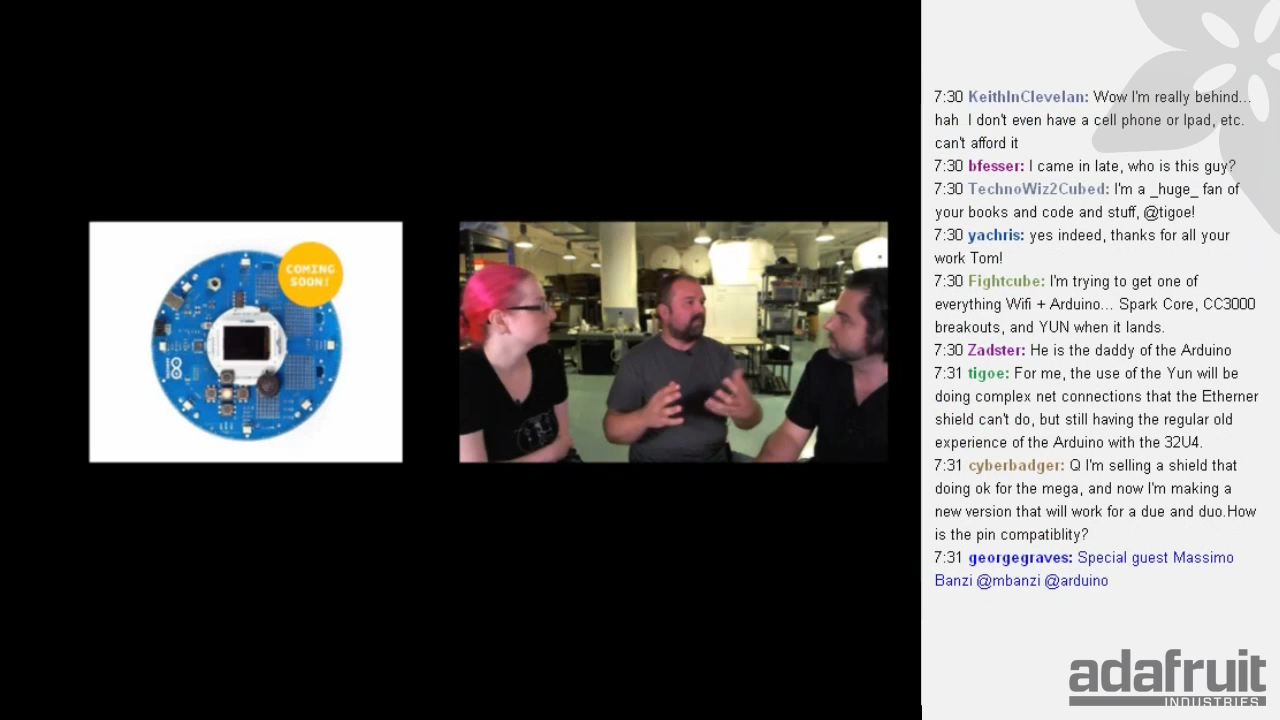 COMING
SOON!
7:30 KeithInClevelan: Wow I'm really behind...
hah I don't even have a cell phone or Ipad, etc.
can't afford it
7:30 bfesser: I came in late, who is this guy?
7:30 TechnoWiz2Cubed: I'm a _huge_ fan of
your books and code and stuff, @tigoe!
7:30 yachris: yes indeed, thanks for all your
work Tom!
7:30 Fightcube: I'm trying to get one of
everything Wifi + Arduino... Spark Core, CC3000
breakouts, and YUN when it lands.
7:30 Zadster: He is the daddy of the Arduino
7:31 tigoe: For me, the use of the Yun will be
doing complex net connections that the Etherner
shield can't do, but still having the regular old
experience of the Arduino with the 32U4.
7:31 cyberbadger: Q I'm selling a shield that
doing ok for the mega, and now I'm making a
new version that will work for a due and duo.How
is the pin compatiblity?
7:31 georgegraves: Special guest Massimo
Banzi @mbanzi @arduino
adafruit
INDUSTRIES